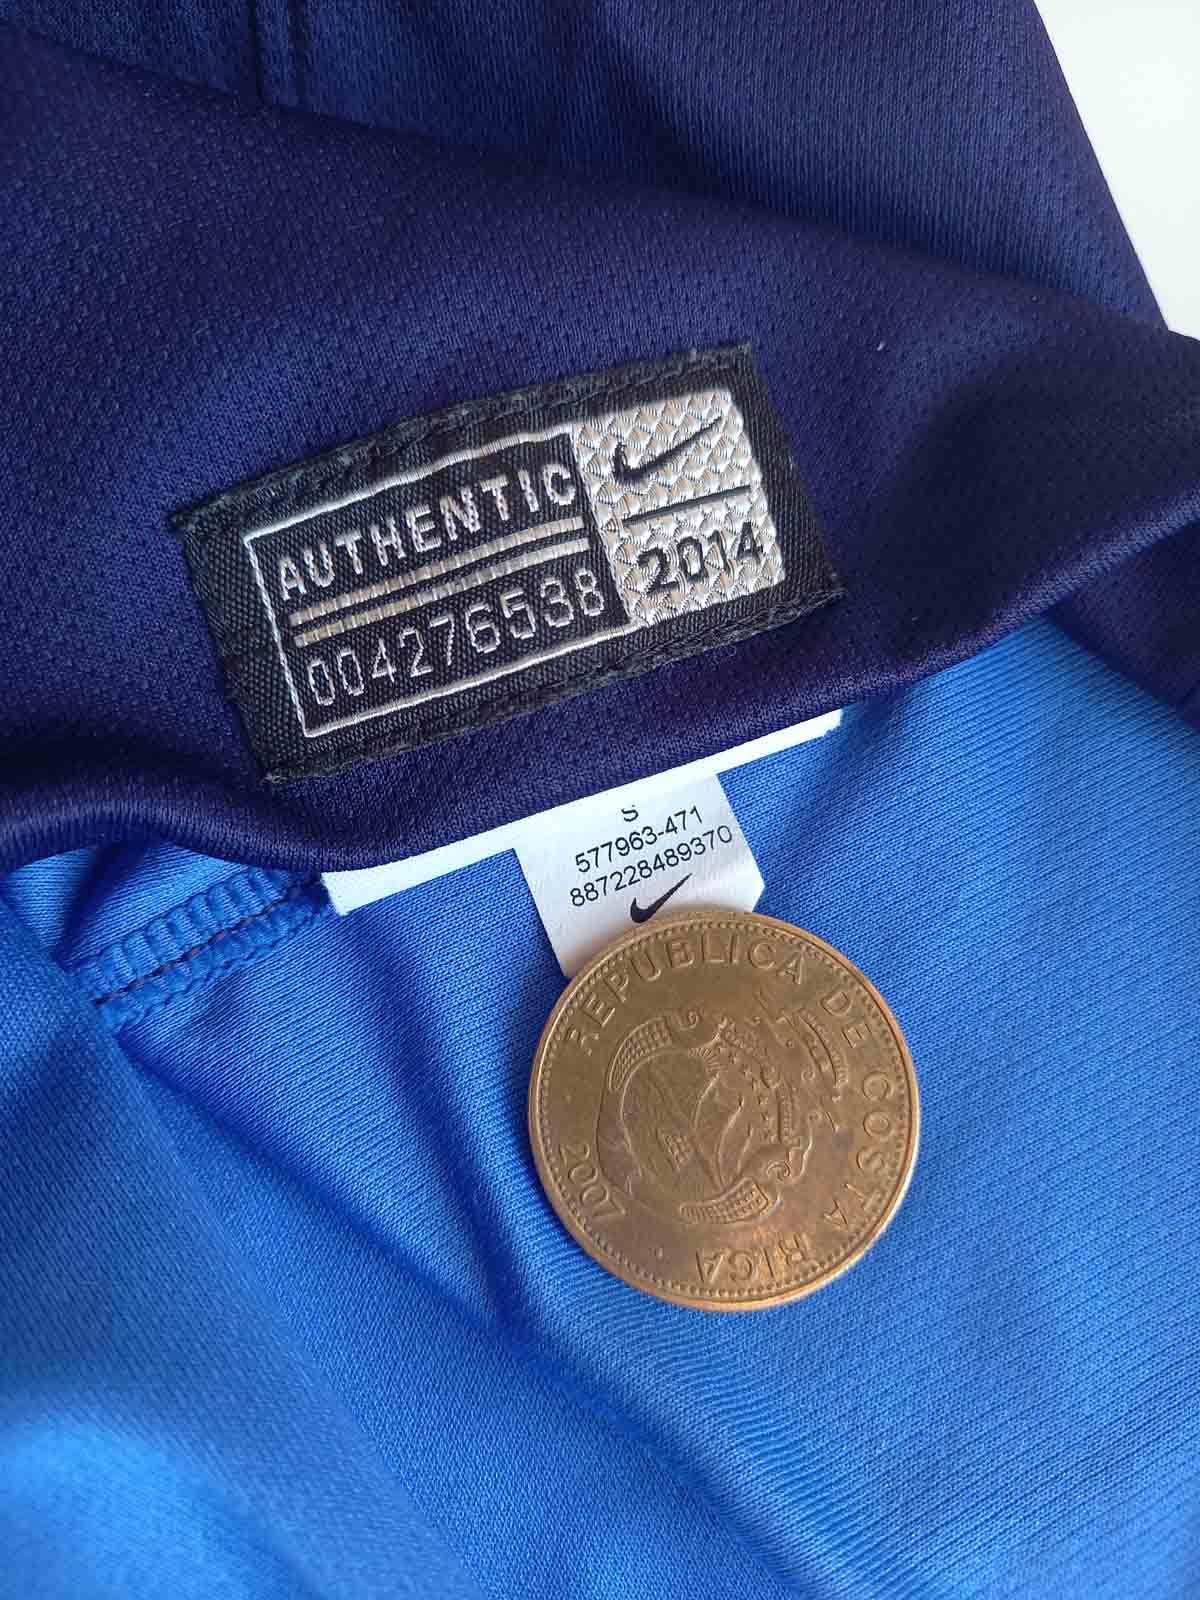 AUTHENTIC
004276538
2014
S
577963-471
887228489370
REPUBLICA DE COSTA RICA
2007